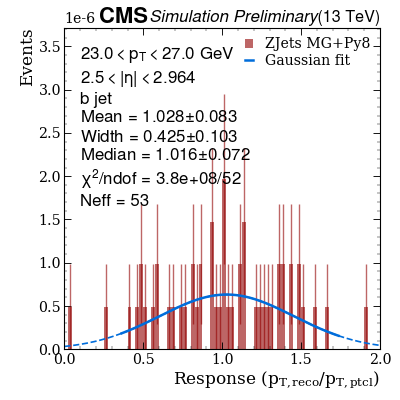 1e-6 CMS Simulation Preliminary (13 TeV)
Events
23.0 < pT < 27.0 GeV
2.5 < |η| < 2.964
b jet
Mean = 1.028±0.083
Width = 0.425±0.103
Median = 1.016±0.072
χ²/ndof = 3.8e+08/52
Neff = 53
ZJets MG+Py8
Gaussian fit
3.5
3.0
2.5
2.0
1.5
1.0
0.5
0.0
0.0 0.5 1.0 1.5 2.0
Response (pT,reco/pT,ptcl)